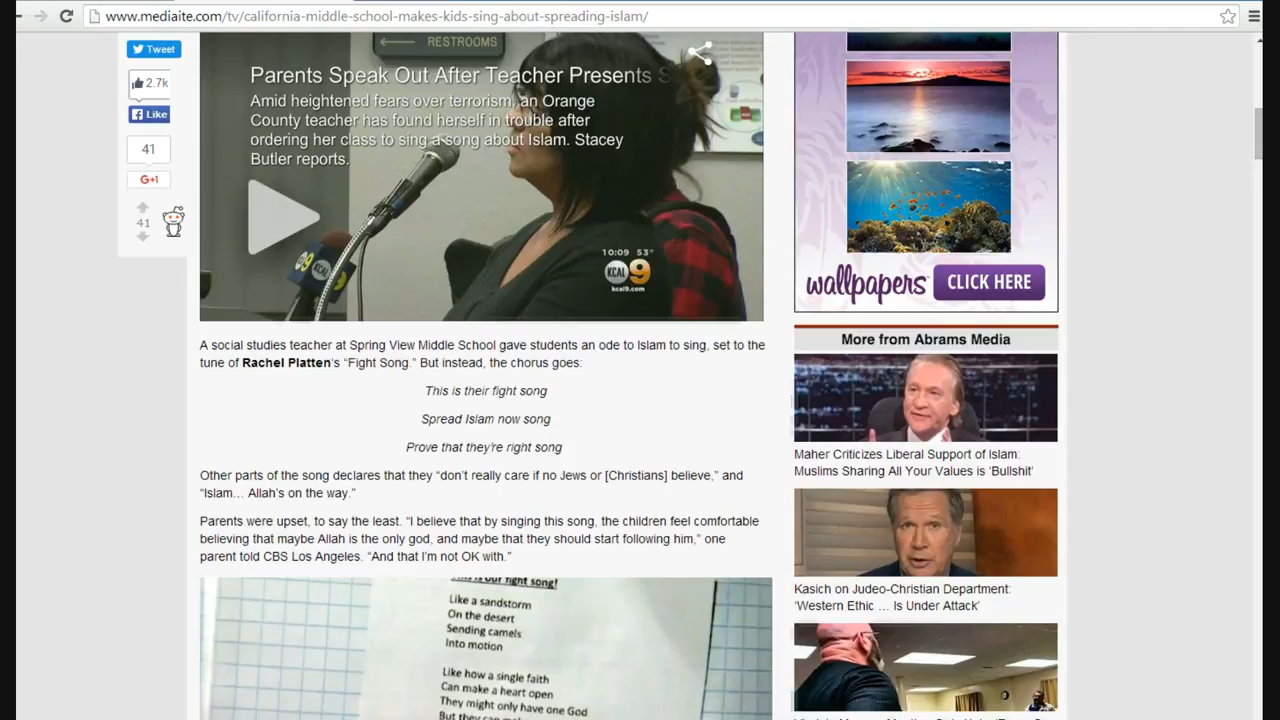 www.mediaite.com/tv/california-middle-school-makes-kids-sing-about-spreading-islam/
Tweet
2.7k
Like
41
G+1
41
RESTROOMS
Parents Speak Out After Teacher Presents S
Amid heightened fears over terrorism, an Orange
County teacher has found herself in trouble after
ordering her class to sing a song about Islam. Stacey
Butler reports.
10:09 53°
KCAL 9
kcal9.com
A social studies teacher at Spring View Middle School gave students an ode to Islam to sing, set to the
tune of Rachel Platten's “Fight Song.” But instead, the chorus goes:
This is their fight song
Spread Islam now song
Prove that they're right song
Other parts of the song declares that they “don't really care if no Jews or [Christians] believe,” and
“Islam… Allah's on the way.”
Parents were upset, to say the least. “I believe that by singing this song, the children feel comfortable
believing that maybe Allah is the only god, and maybe that they should start following him,” one
parent told CBS Los Angeles. “And that I'm not OK with.”
This is our fight song!
Like a sandstorm
On the desert
Sending camels
Into motion
Like how a single faith
Can make a heart open
They might only have one God
But they can
wallpapers
CLICK HERE
More from Abrams Media
Maher Criticizes Liberal Support of Islam:
Muslims Sharing All Your Values is 'Bullshit'
Kasich on Judeo-Christian Department:
'Western Ethic … Is Under Attack'